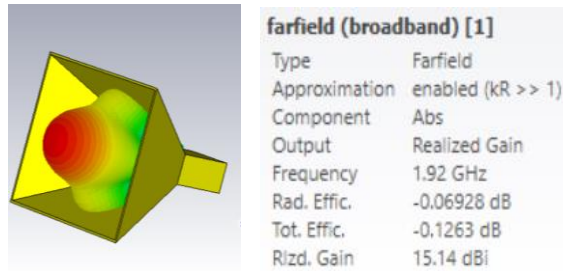 farfield (broadband) [1]
Type Farfield
Approximation enabled (kR >> 1)
Component Abs
Output Realized Gain
Frequency 1.92 GHz
Rad. Effic. -0.06928 dB
Tot. Effic. -0.1263 dB
Rlzd. Gain 15.14 dBi